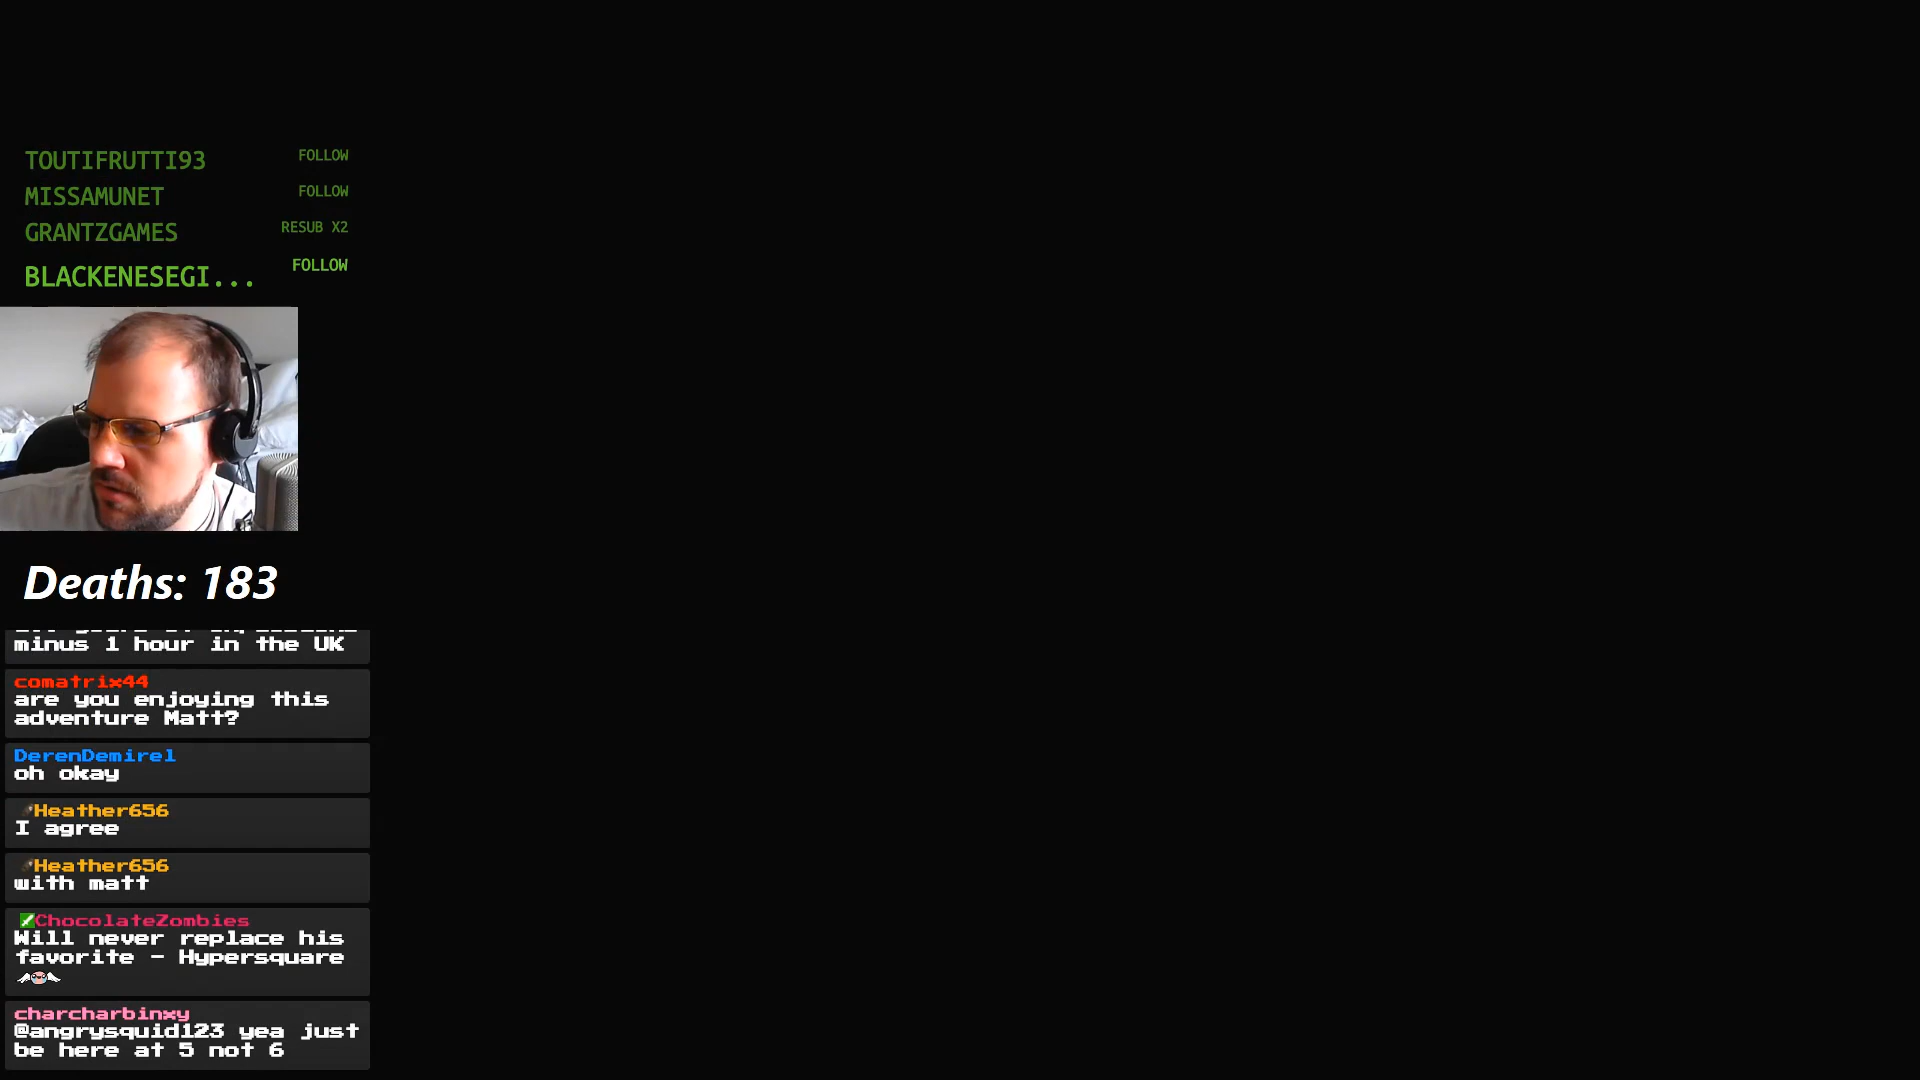 TOUTIFRUTTI93 FOLLOW
MISSAMUNET FOLLOW
GRANTZGAMES RESUB X2
BLACKENESEGI... FOLLOW
Deaths: 183
minus 1 hour in the UK
comatrix44
are you enjoying this
adventure Matt?
DerenDemirel
oh okay
Heather656
I agree
Heather656
with matt
ChocolateZombies
Will never replace his
favorite - Hypersquare
charcharbinxy
@angrysquid123 yea just
be here at 5 not 6